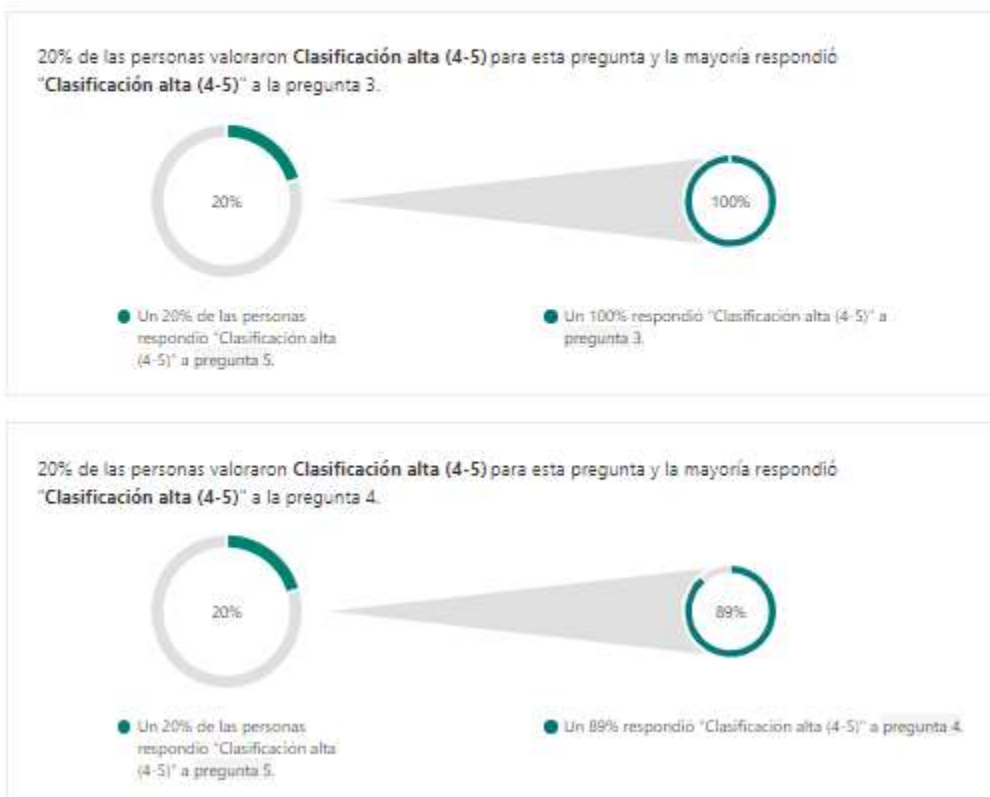 20% de las personas valoraron Clasificación alta (4-5) para esta pregunta y la mayoría respondió
"Clasificación alta (4-5)" a la pregunta 3.
20%
100%
Un 20% de las personas
respondio "Clasificación alta
(4-5)" a pregunta 5.
Un 100% respondió "Clasificación alta (4-5)" a
pregunta 3.
20% de las personas valoraron Clasificación alta (4-5) para esta pregunta y la mayoría respondió
"Clasificación alta (4-5)" a la pregunta 4.
20%
89%
Un 20% de las personas
respondio "Clasificación alta
(4-5)" a pregunta 5.
Un 89% respondió "Clasificación alta (4-5)" a pregunta 4.